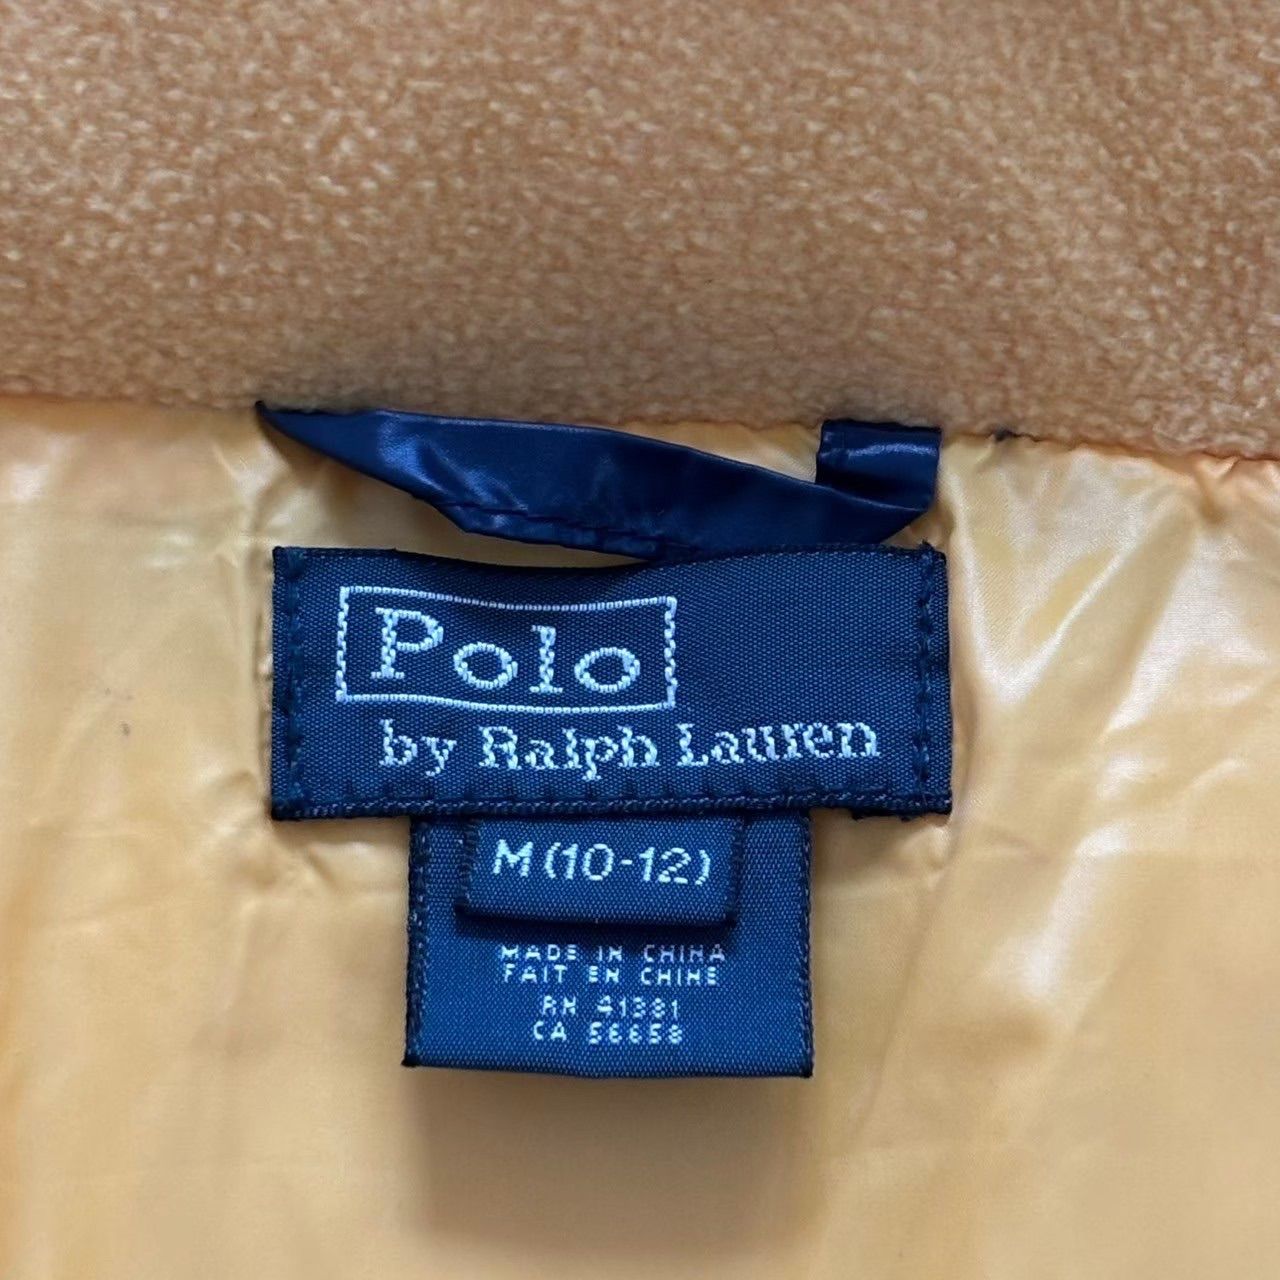 Polo
by Ralph Lauren
M (10-12)
MADE IN CHINA
FAIT EN CHINE
RN 41381
CA 56658